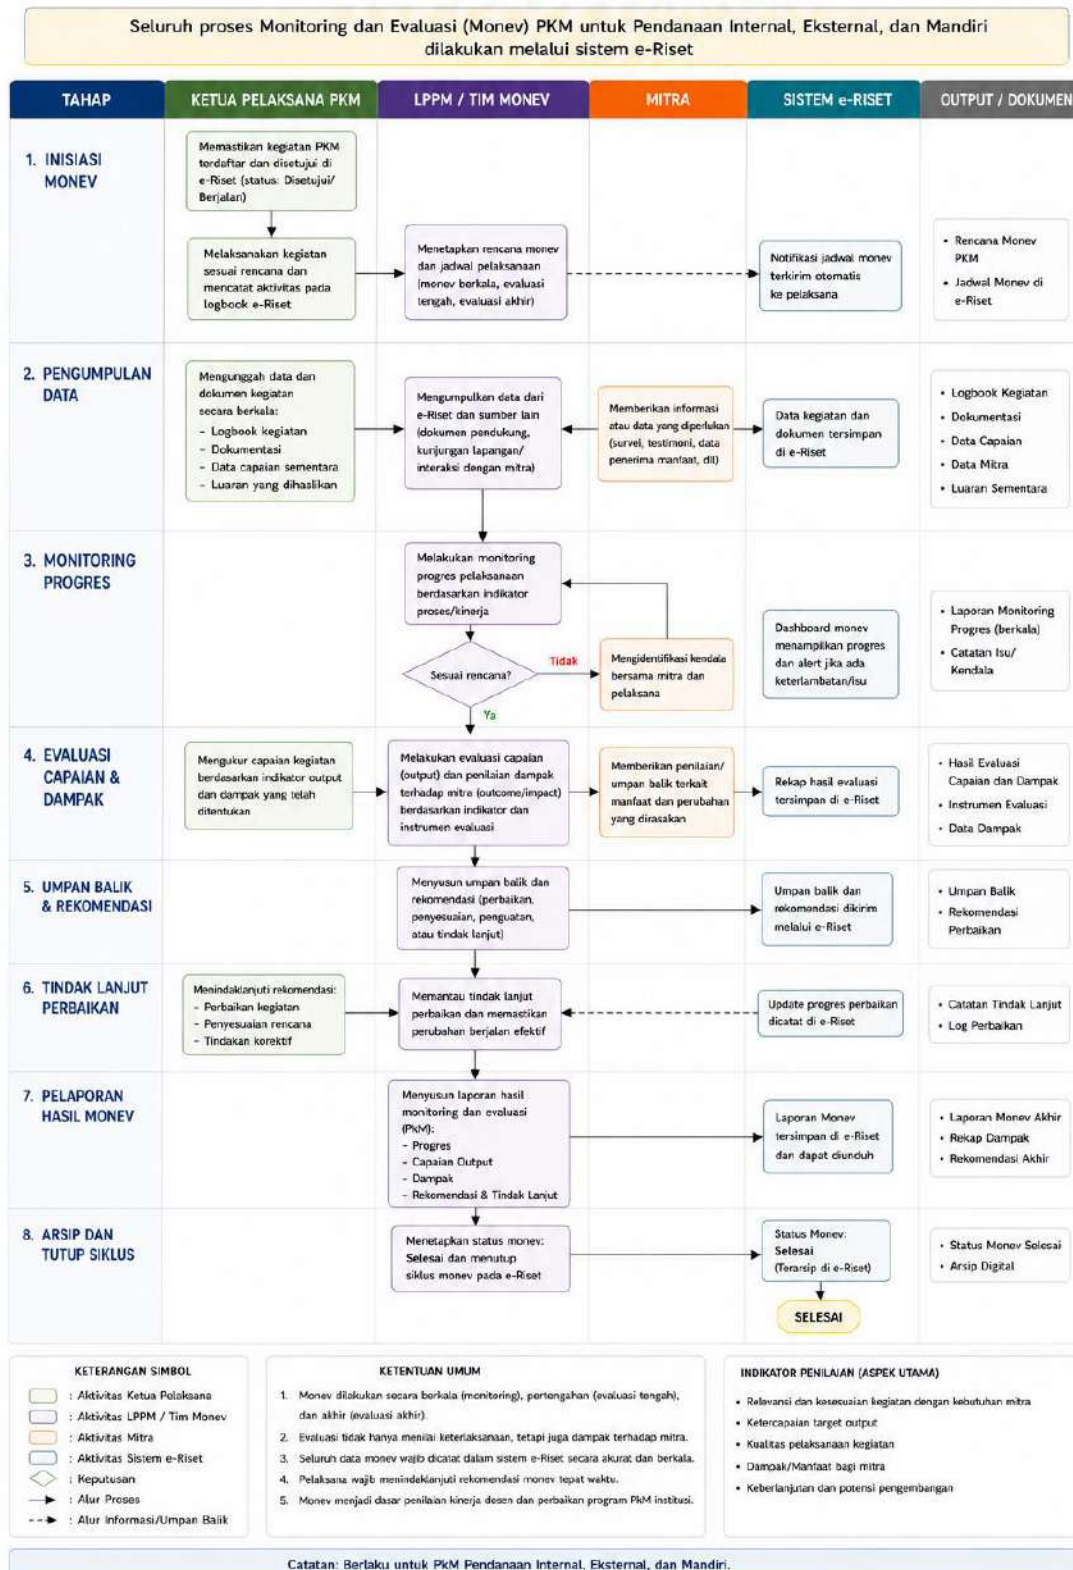 Seluruh proses Monitoring dan Evaluasi (Monev) PKM untuk Pendanaan Internal, Eksternal, dan Mandiri
dilakukan melalui sistem e-Riset
TAHAP
KETUA PELAKSANA PKM
LPPM / TIM MONEV
MITRA
SISTEM e-RISET
OUTPUT / DOKUMEN
1. INISIASI
MONEV
Memastikan kegiatan PKM
terdaftar dan disetujui di
e-Riset (status: Disetujui/
Berjalan)
Melaksanakan kegiatan
sesuai rencana dan
mencatat aktivitas pada
logbook e-Riset
Menetapkan rencana monev
dan jadwal pelaksanaan
(monev berkala, evaluasi
tengah, evaluasi akhir)
Notifikasi jadwal monev
terkirim otomatis
ke pelaksana
• Rencana Monev
PKM
• Jadwal Monev di
e-Riset
2. PENGUMPULAN
DATA
Mengunggah data dan
dokumen kegiatan
secara berkala:
- Logbook kegiatan
- Dokumentasi
- Data capaian sementara
- Luaran yang dihaslikan
Mengumpulkan data dari
e-Riset dan sumber lain
(dokumen pendukung,
kunjungan lapangan/
interaksi dengan mitra)
Memberikan informasi
atau data yang diperlukan
(survei, testimoni, data
penerima manfaat, dll)
Data kegiatan dan
dokumen tersimpan
di e-Riset
• Logbook Kegiatan
• Dokumentasi
• Data Capaian
• Data Mitra
• Luaran Sementara
3. MONITORING
PROGRES
Melakukan monitoring
progres pelaksanaan
berdasarkan indikator
proses/kinerja
Sesuai rencana?
Tidak
Ya
Mengidentifikasi kendala
bersama mitra dan
pelaksana
Dashboard monev
menampilkan progres
dan alert jika ada
keterlambatan/isu
• Laporan Monitoring
Progres (berkala)
• Catatan Isu/
Kendala
4. EVALUASI
CAPAIAN &
DAMPAK
Mengukur capaian kegiatan
berdasarkan indikator output
dan dampak yang telah
ditentukan
Melakukan evaluasi capaian
(output) dan penilaian dampak
terhadap mitra (outcome/impact)
berdasarkan indikator dan
instrumen evaluasi
Memberikan penilaian/
umpan balik terkait
manfaat dan perubahan
yang dirasakan
Rekap hasil evaluasi
tersimpan di e-Riset
• Hasil Evaluasi
Capaian dan Dampak
• Instrumen Evaluasi
• Data Dampak
5. UMPAN BALIK
& REKOMENDASI
Menyusun umpan balik dan
rekomendasi (perbaikan,
penyesuaian, penguatan,
atau tindak lanjut)
Umpan balik dan
rekomendasi dikirim
melalui e-Riset
• Umpan Balik
• Rekomendasi
Perbaikan
6. TINDAK LANJUT
PERBAIKAN
Menindaklanjuti rekomendasi:
- Perbaikan kegiatan
- Penyesuaian rencana
- Tindakan korektif
Memantau tindak lanjut
perbaikan dan memastikan
perubahan berjalan efektif
Update progres perbaikan
dicatat di e-Riset
• Catatan Tindak Lanjut
• Log Perbaikan
7. PELAPORAN
HASIL MONEV
Menyusun laporan hasil
monitoring dan evaluasi
(PkM):
- Progres
- Capaian Output
- Dampak
- Rekomendasi & Tindak Lanjut
Laporan Monev
tersimpan di e-Riset
dan dapat diunduh
• Laporan Monev Akhir
• Rekap Dampak
• Rekomendasi Akhir
8. ARSIP DAN
TUTUP SIKLUS
Menetapkan status monev:
Selesai dan menutup
siklus monev pada e-Riset
Status Monev:
Selesai
(Terarsip di e-Riset)
• Status Monev Selesai
• Arsip Digital
SELESAI
KETERANGAN SIMBOL
: Aktivitas Ketua Pelaksana
: Aktivitas LPPM / Tim Monev
: Aktivitas Mitra
: Aktivitas Sistem e-Riset
: Keputusan
: Alur Proses
: Alur Informasi/Umpan Balik
KETENTUAN UMUM
1. Monev dilakukan secara berkala (monitoring), pertengahan (evaluasi tengah),
dan akhir (evaluasi akhir).
2. Evaluasi tidak hanya menilai keterlaksanaan, tetapi juga dampak terhadap mitra.
3. Seluruh data monev wajib dicatat dalam sistem e-Riset secara akurat dan berkala.
4. Pelaksana wajib menindaklanjuti rekomendasi monev tepat waktu.
5. Monev menjadi dasar penilaian kinerja dosen dan perbaikan program PkM institusi.
INDIKATOR PENILAIAN (ASPEK UTAMA)
• Relevansi dan kesesuaian kegiatan dengan kebutuhan mitra
• Ketercapaian target output
• Kualitas pelaksanaan kegiatan
• Dampak/Manfaat bagi mitra
• Keberlanjutan dan potensi pengembangan
Catatan: Berlaku untuk PkM Pendanaan Internal, Eksternal, dan Mandiri.